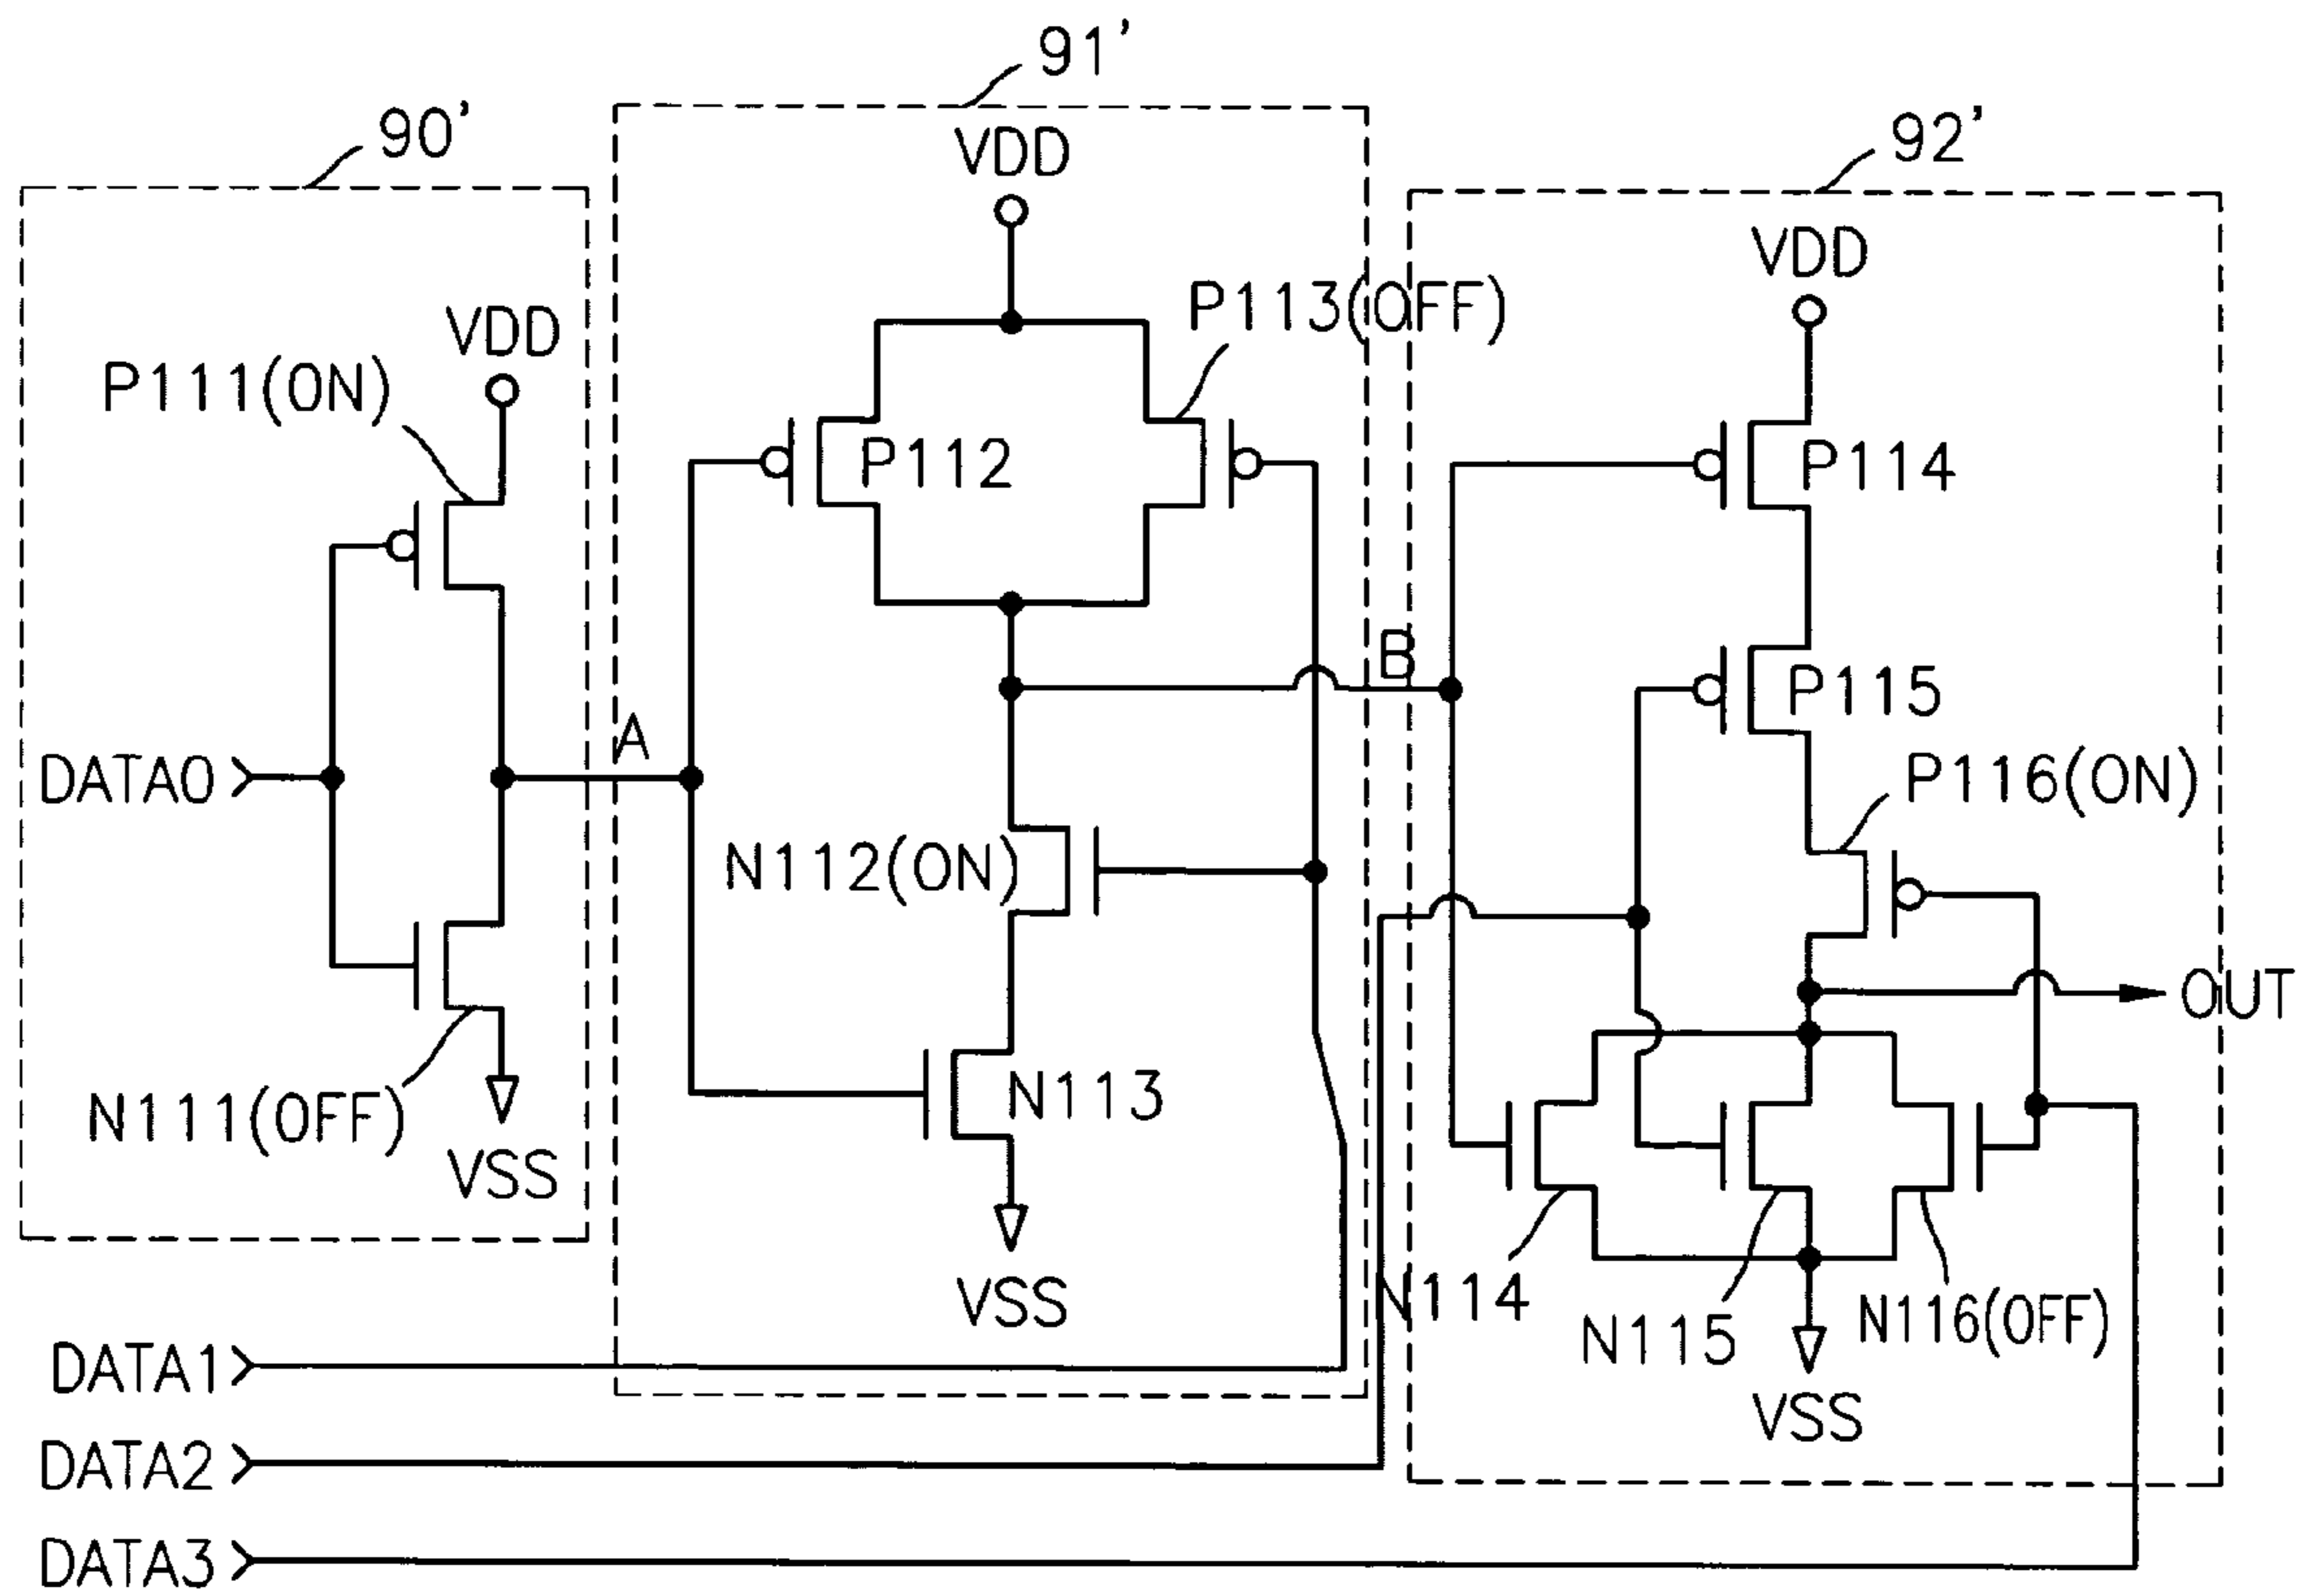 91'
90'
92'
VDD
VDD
P113(OFF)
VDD
P111(ON)
P112
P114
B
P115
A
DATA0
P116(ON)
N112(ON)
OUT
N113
N111(OFF)
VSS
VSS
N114
N115
N116(OFF)
DATA1
VSS
DATA2
DATA3